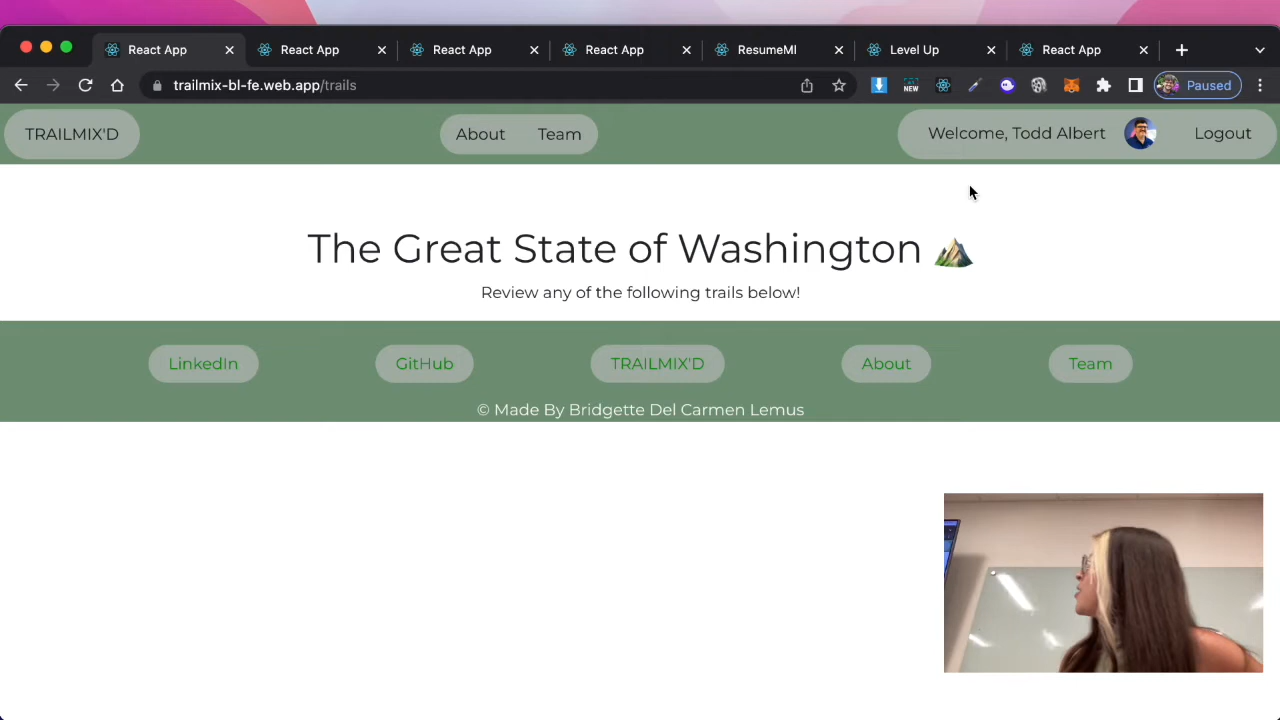 React App
React App
React App
React App
ResumeMI
Level Up
React App
trailmix-bl-fe.web.app/trails
NEW
Paused
TRAILMIX'D
About
Team
Welcome, Todd Albert
Logout
The Great State of Washington
Review any of the following trails below!
LinkedIn
GitHub
TRAILMIX'D
About
Team
© Made By Bridgette Del Carmen Lemus